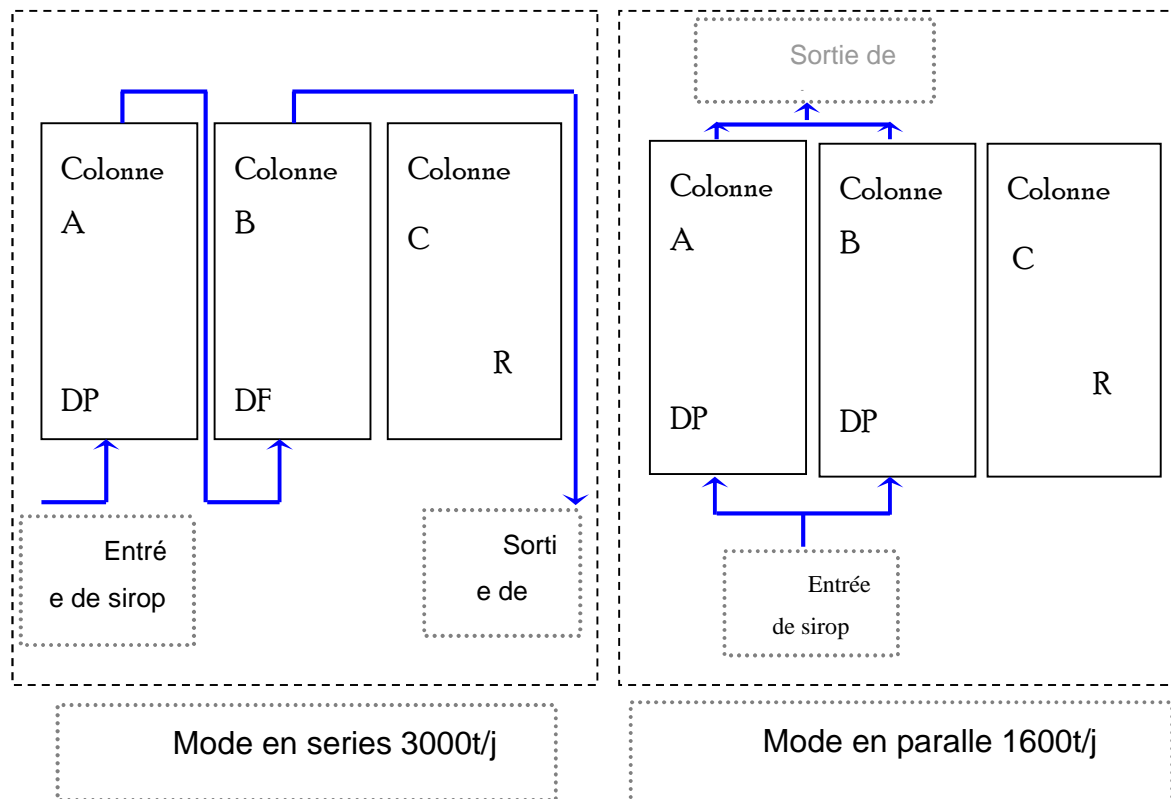 Colonne
A
DP
Colonne
B
DF
Colonne
C
R
Entré
e de sirop
Sorti
e de
Mode en series 3000t/j
Sortie de
Colonne
A
DP
Colonne
B
DP
Colonne
C
R
Entrée
de sirop
Mode en paralle 1600t/j